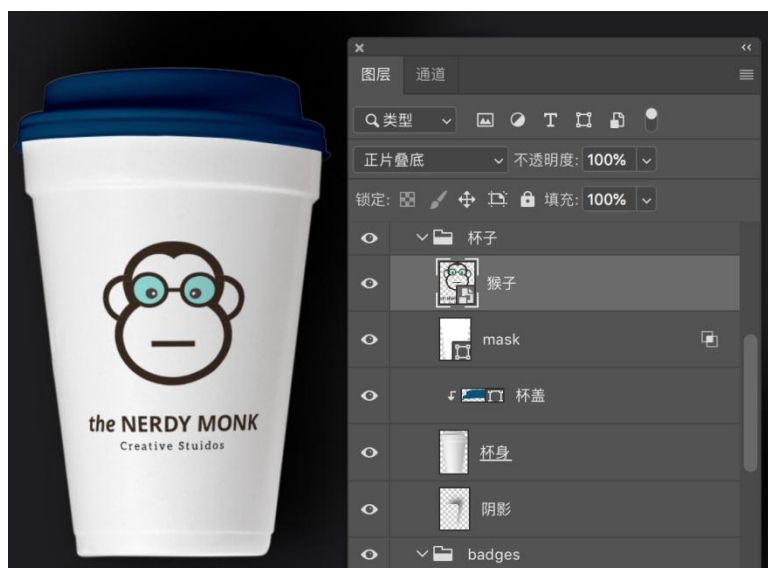 the NERDY MONK
Creative Stuidos
图层 通道
类型 T
正片叠底 不透明度: 100%
锁定: 填充: 100%
杯子
猴子
mask
杯盖
杯身
阴影
badges